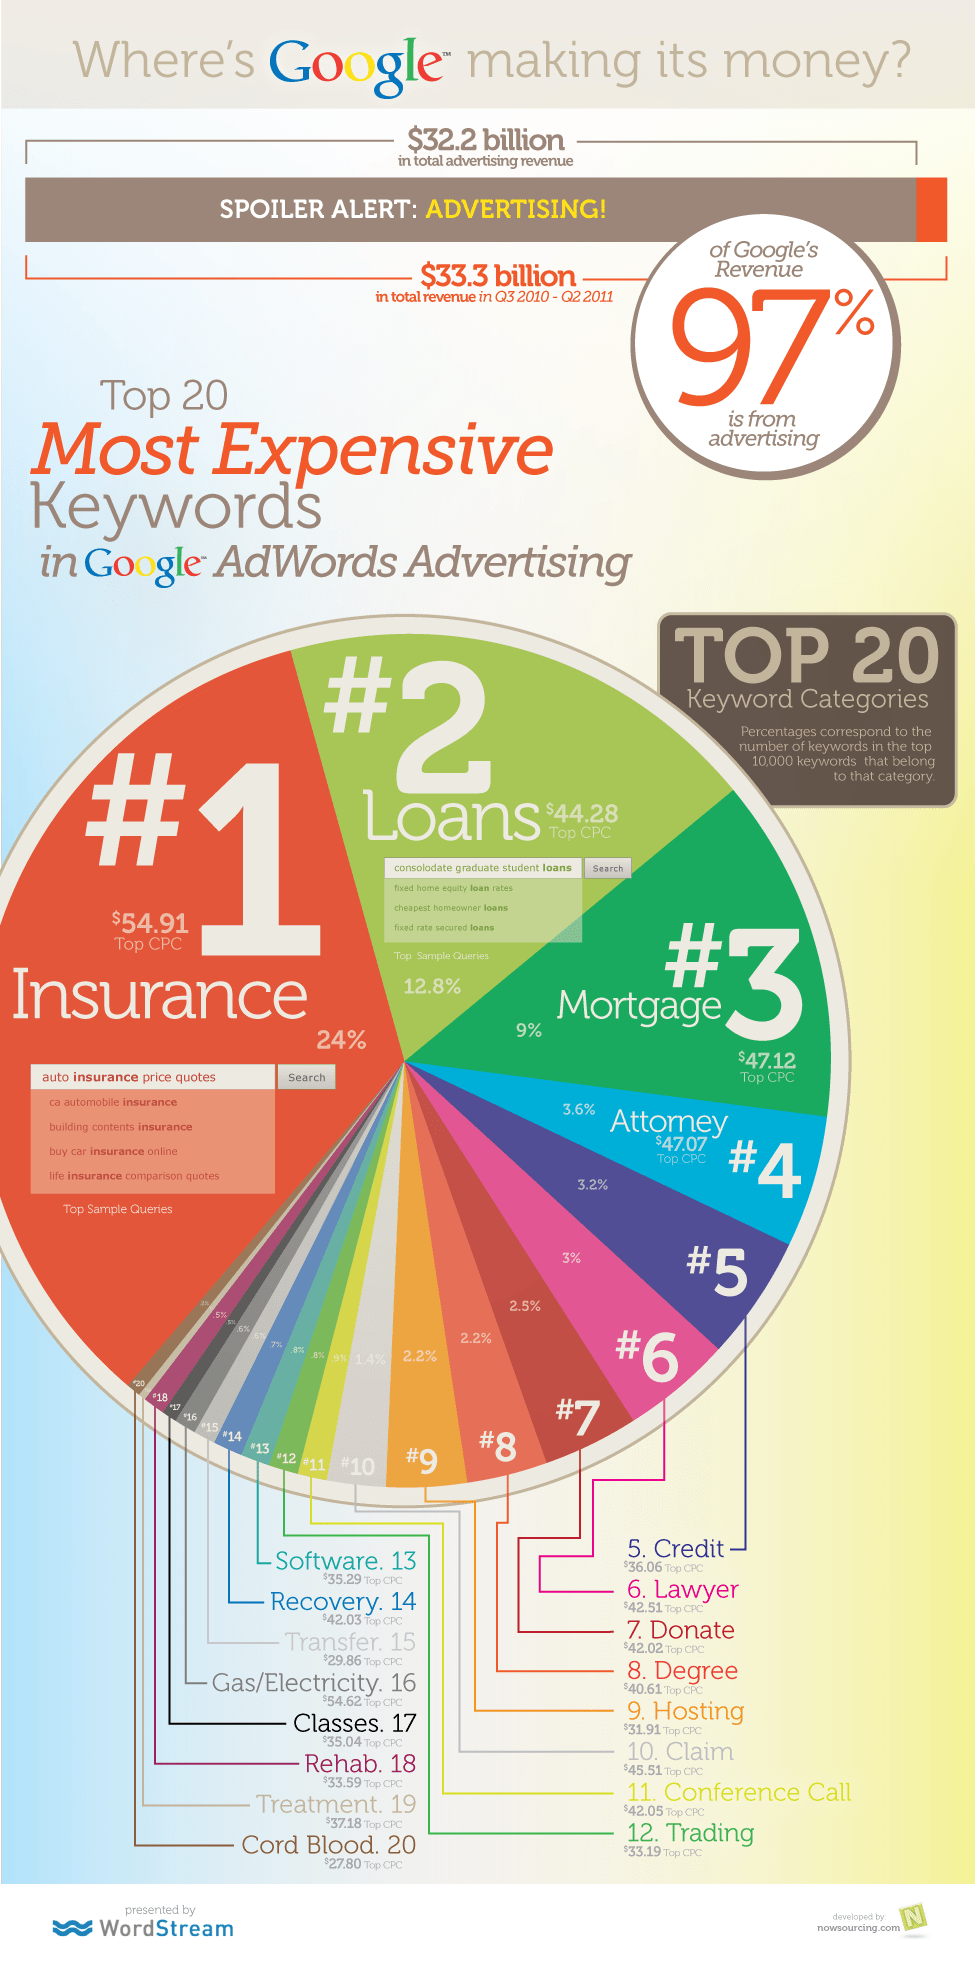 Where's Google™ making its money?
$32.2 billion
in total advertising revenue
SPOILER ALERT: ADVERTISING!
$33.3 billion
in total revenue in Q3 2010 - Q2 2011
of Google's
Revenue
97%
is from
advertising
Top 20
Most Expensive
Keywords
in Google™ AdWords Advertising
TOP 20
Keyword Categories
Percentages correspond to the
number of keywords in the top
10,000 keywords that belong
to that category.
#1
$54.91
Top CPC
Insurance
24%
auto insurance price quotes
Search
ca automobile insurance
building contents insurance
buy car insurance online
life insurance comparison quotes
Top Sample Queries
#2
Loans
$44.28
Top CPC
consolodate graduate student loans
Search
fixed home equity loan rates
cheapest homeowner loans
fixed rate secured loans
Top Sample Queries
12.8%
#3
Mortgage
9%
$47.12
Top CPC
3.6%
Attorney
$47.07
Top CPC
#4
3.2%
#5
3%
#6
2.5%
#7
2.2%
#8
2.2%
#9
1.4%
#10
.9%
#11
.8%
#12
.8%
#13
.7%
#14
#15
.6%
#16
#17
.5%
#18
#20
5. Credit
$36.06 Top CPC
6. Lawyer
$42.51 Top CPC
7. Donate
$42.02 Top CPC
8. Degree
$40.61 Top CPC
9. Hosting
$31.91 Top CPC
10. Claim
$45.51 Top CPC
11. Conference Call
$42.05 Top CPC
12. Trading
$33.19 Top CPC
Software. 13
$35.29 Top CPC
Recovery. 14
$42.03 Top CPC
Transfer. 15
$29.86 Top CPC
Gas/Electricity. 16
$54.62 Top CPC
Classes. 17
$35.04 Top CPC
Rehab. 18
$33.59 Top CPC
Treatment. 19
$37.18 Top CPC
Cord Blood. 20
$27.80 Top CPC
presented by
WordStream
developed by:
nowsourcing.com
N